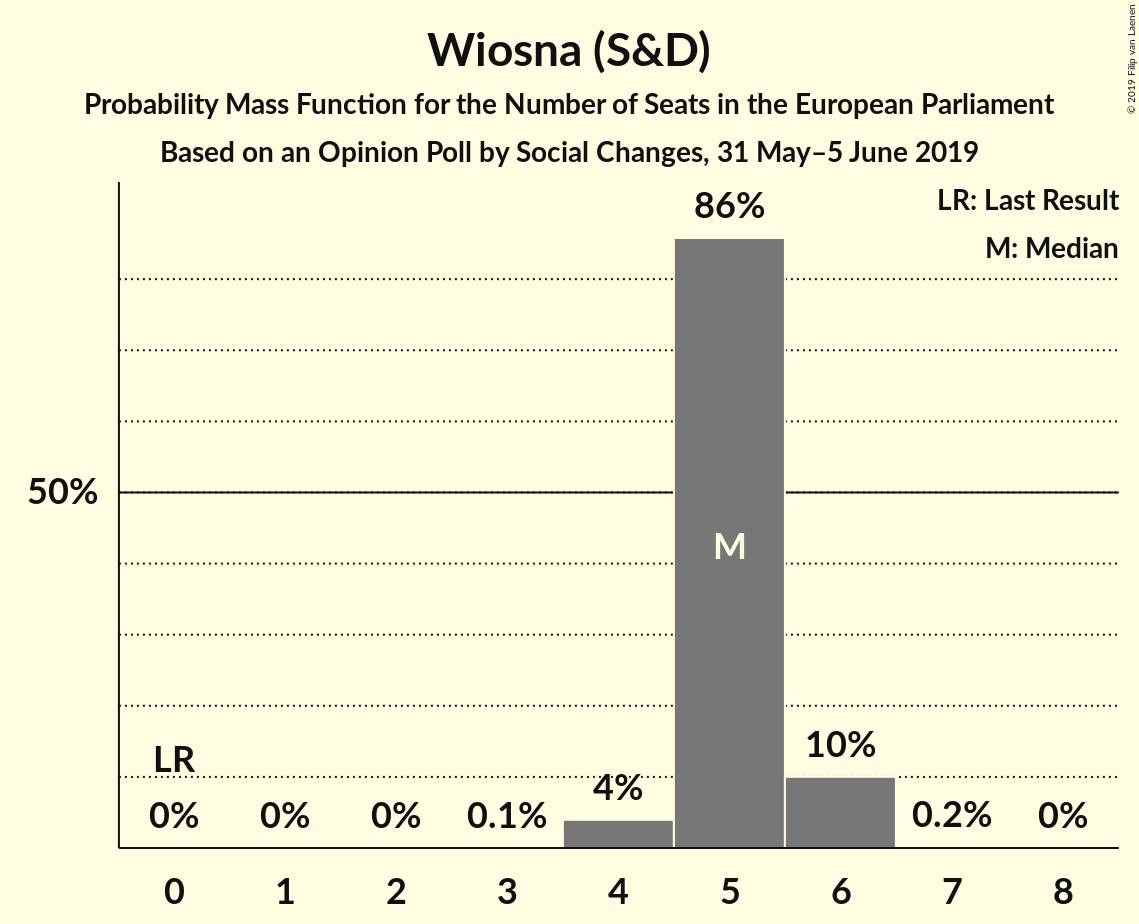 Wiosna (S&D)
Probability Mass Function for the Number of Seats in the European Parliament
Based on an Opinion Poll by Social Changes, 31 May–5 June 2019
© 2019 Filip van Laenen
LR: Last Result
M: Median
86%
50%
M
LR
0%
0%
0%
0.1%
4%
10%
0.2%
0%
0 1 2 3 4 5 6 7 8